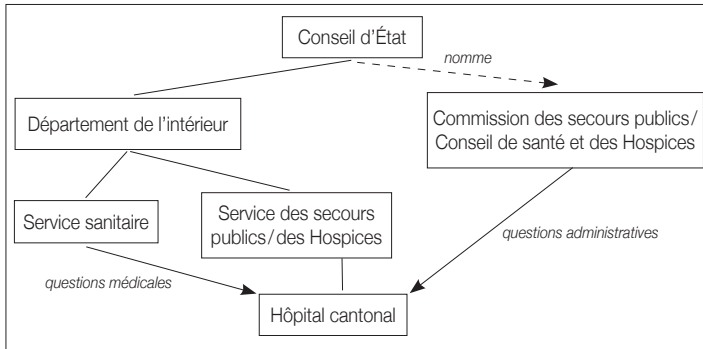 Conseil d'État
nomme
Département de l'intérieur
Commission des secours publics/
Conseil de santé et des Hospices
Service sanitaire
Service des secours
publics/des Hospices
questions administratives
questions médicales
Hôpital cantonal